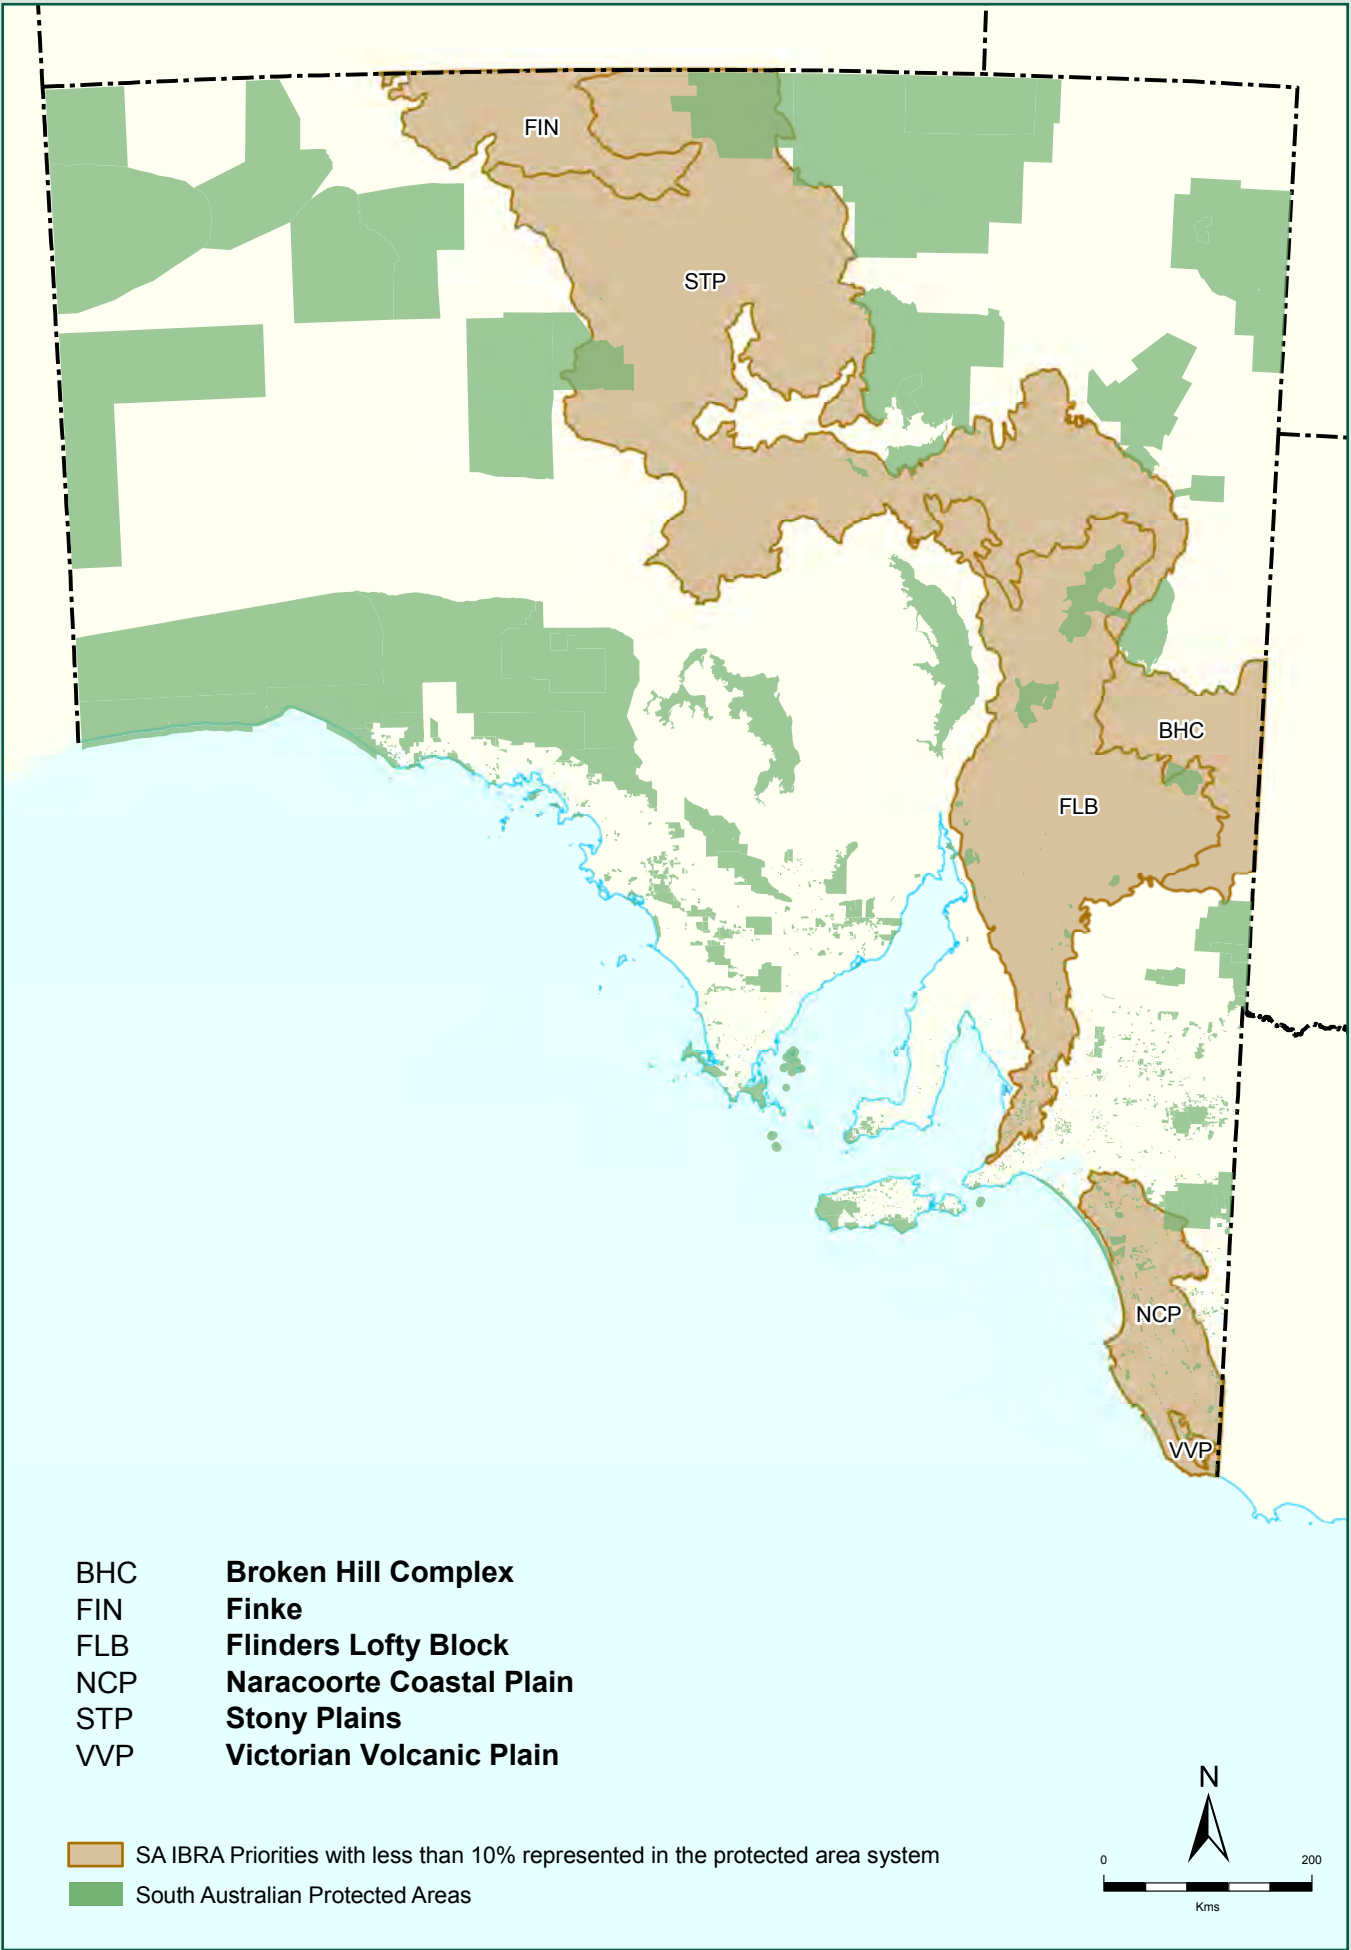 FIN
STP
BHC
FLB
NCP
VVP
BHC Broken Hill Complex
FIN Finke
FLB Flinders Lofty Block
NCP Naracoorte Coastal Plain
STP Stony Plains
VVP Victorian Volcanic Plain
N
SA IBRA Priorities with less than 10% represented in the protected area system
0 200
South Australian Protected Areas
Kms